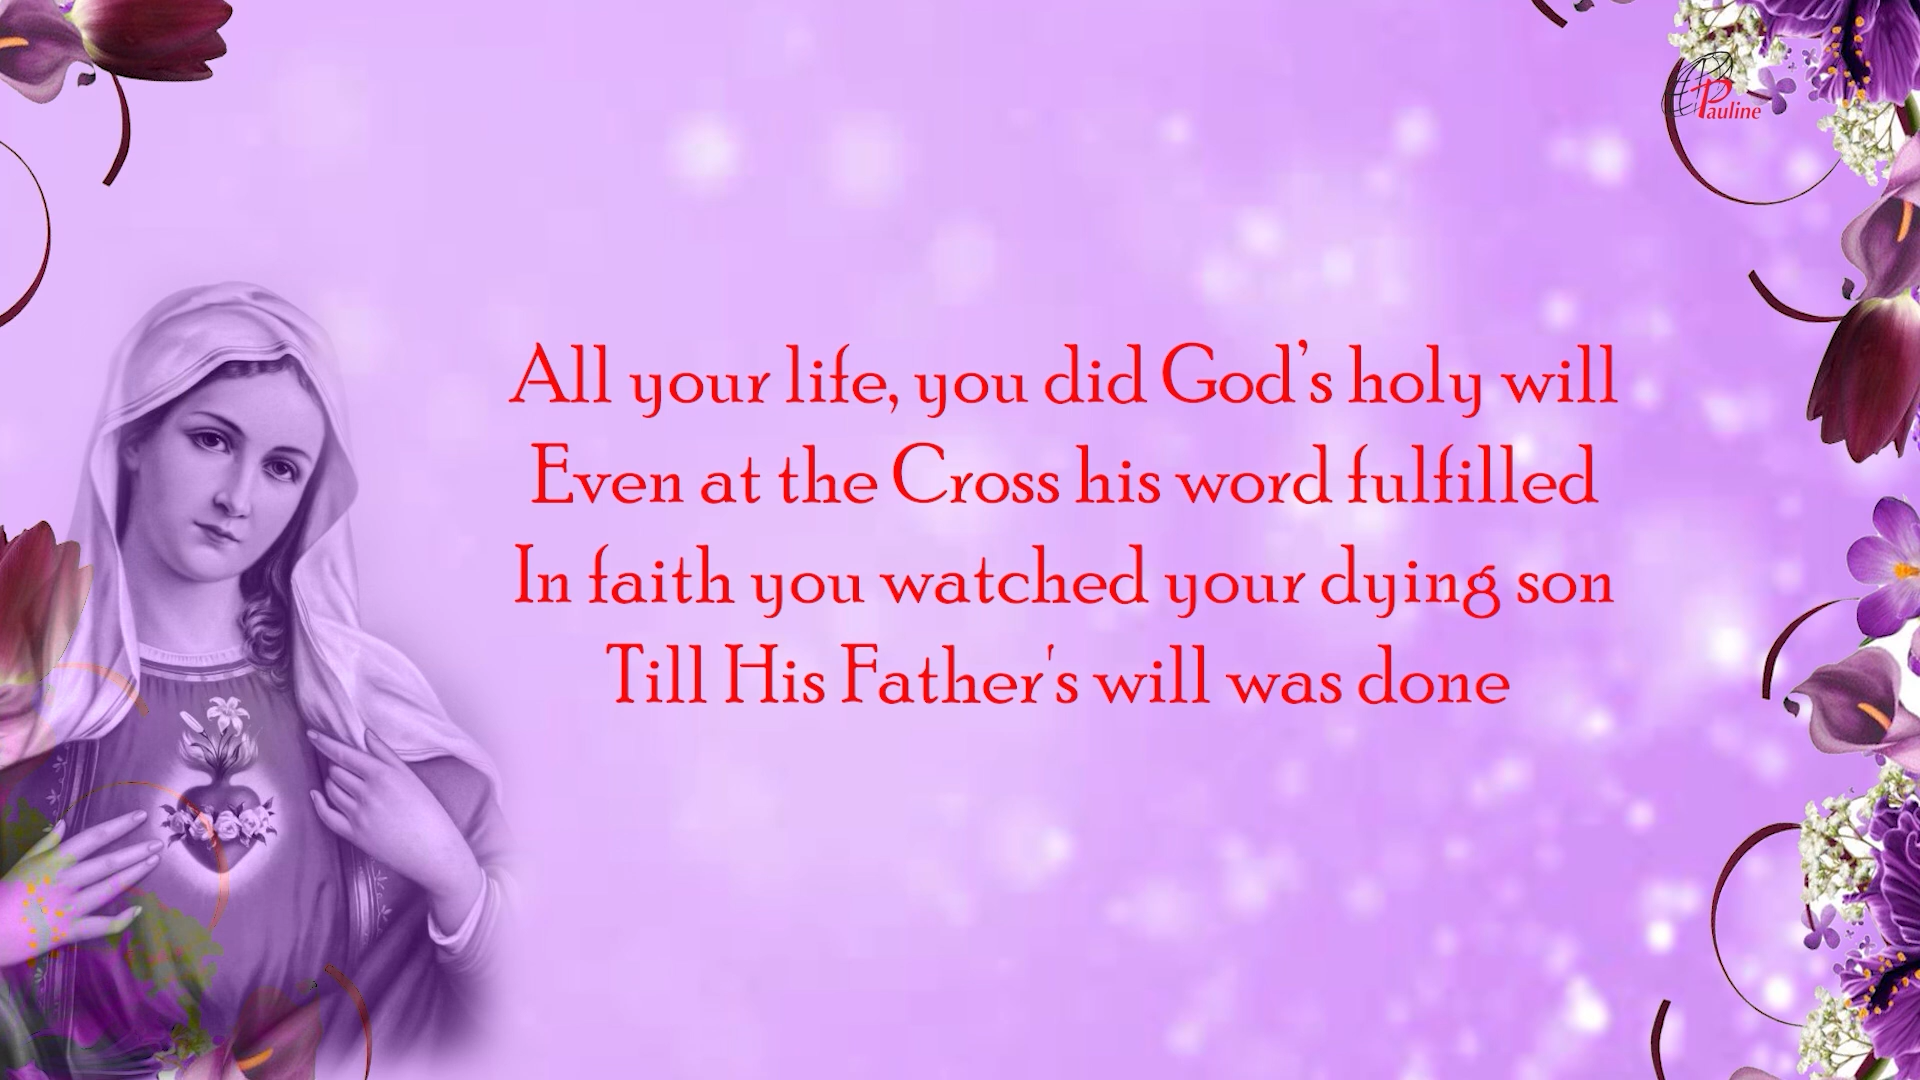 Pauline
All your life, you did God’s holy will
Even at the Cross his word fulfilled
In faith you watched your dying son
Till His Father's will was done